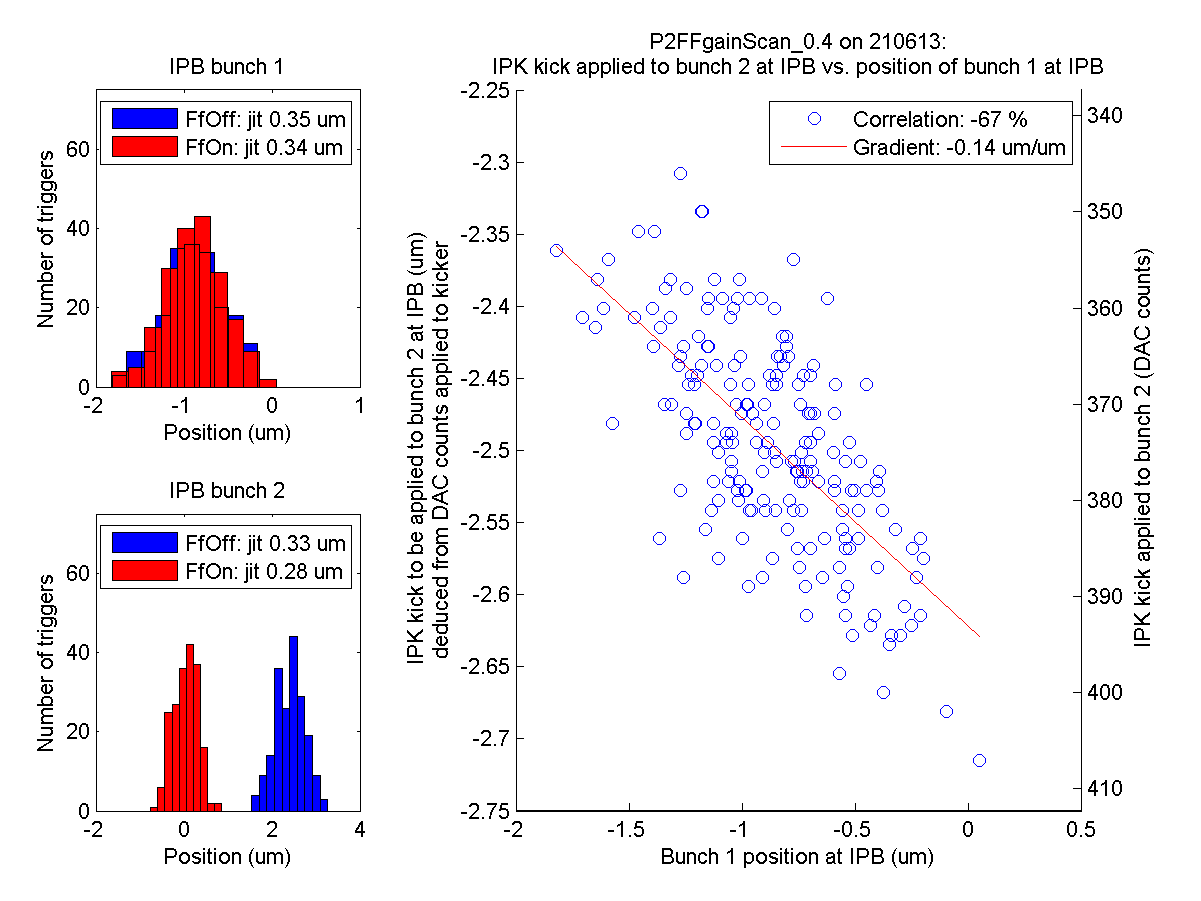 IPB bunch 1
FfOff: jit 0.35 um
FfOn: jit 0.34 um
Number of triggers
60
40
20
0
-2
-1
0
1
Position (um)
IPB bunch 2
FfOff: jit 0.33 um
FfOn: jit 0.28 um
Number of triggers
60
40
20
0
-2
0
2
4
Position (um)
P2FFgainScan_0.4 on 210613:
IPK kick applied to bunch 2 at IPB vs. position of bunch 1 at IPB
Correlation: -67 %
Gradient: -0.14 um/um
IPK kick to be applied to bunch 2 at IPB (um)
deduced from DAC counts applied to kicker
-2.25
-2.3
-2.35
-2.4
-2.45
-2.5
-2.55
-2.6
-2.65
-2.7
-2.75
-2
-1.5
-1
-0.5
0
0.5
Bunch 1 position at IPB (um)
340
350
360
370
380
390
400
410
IPK kick applied to bunch 2 (DAC counts)